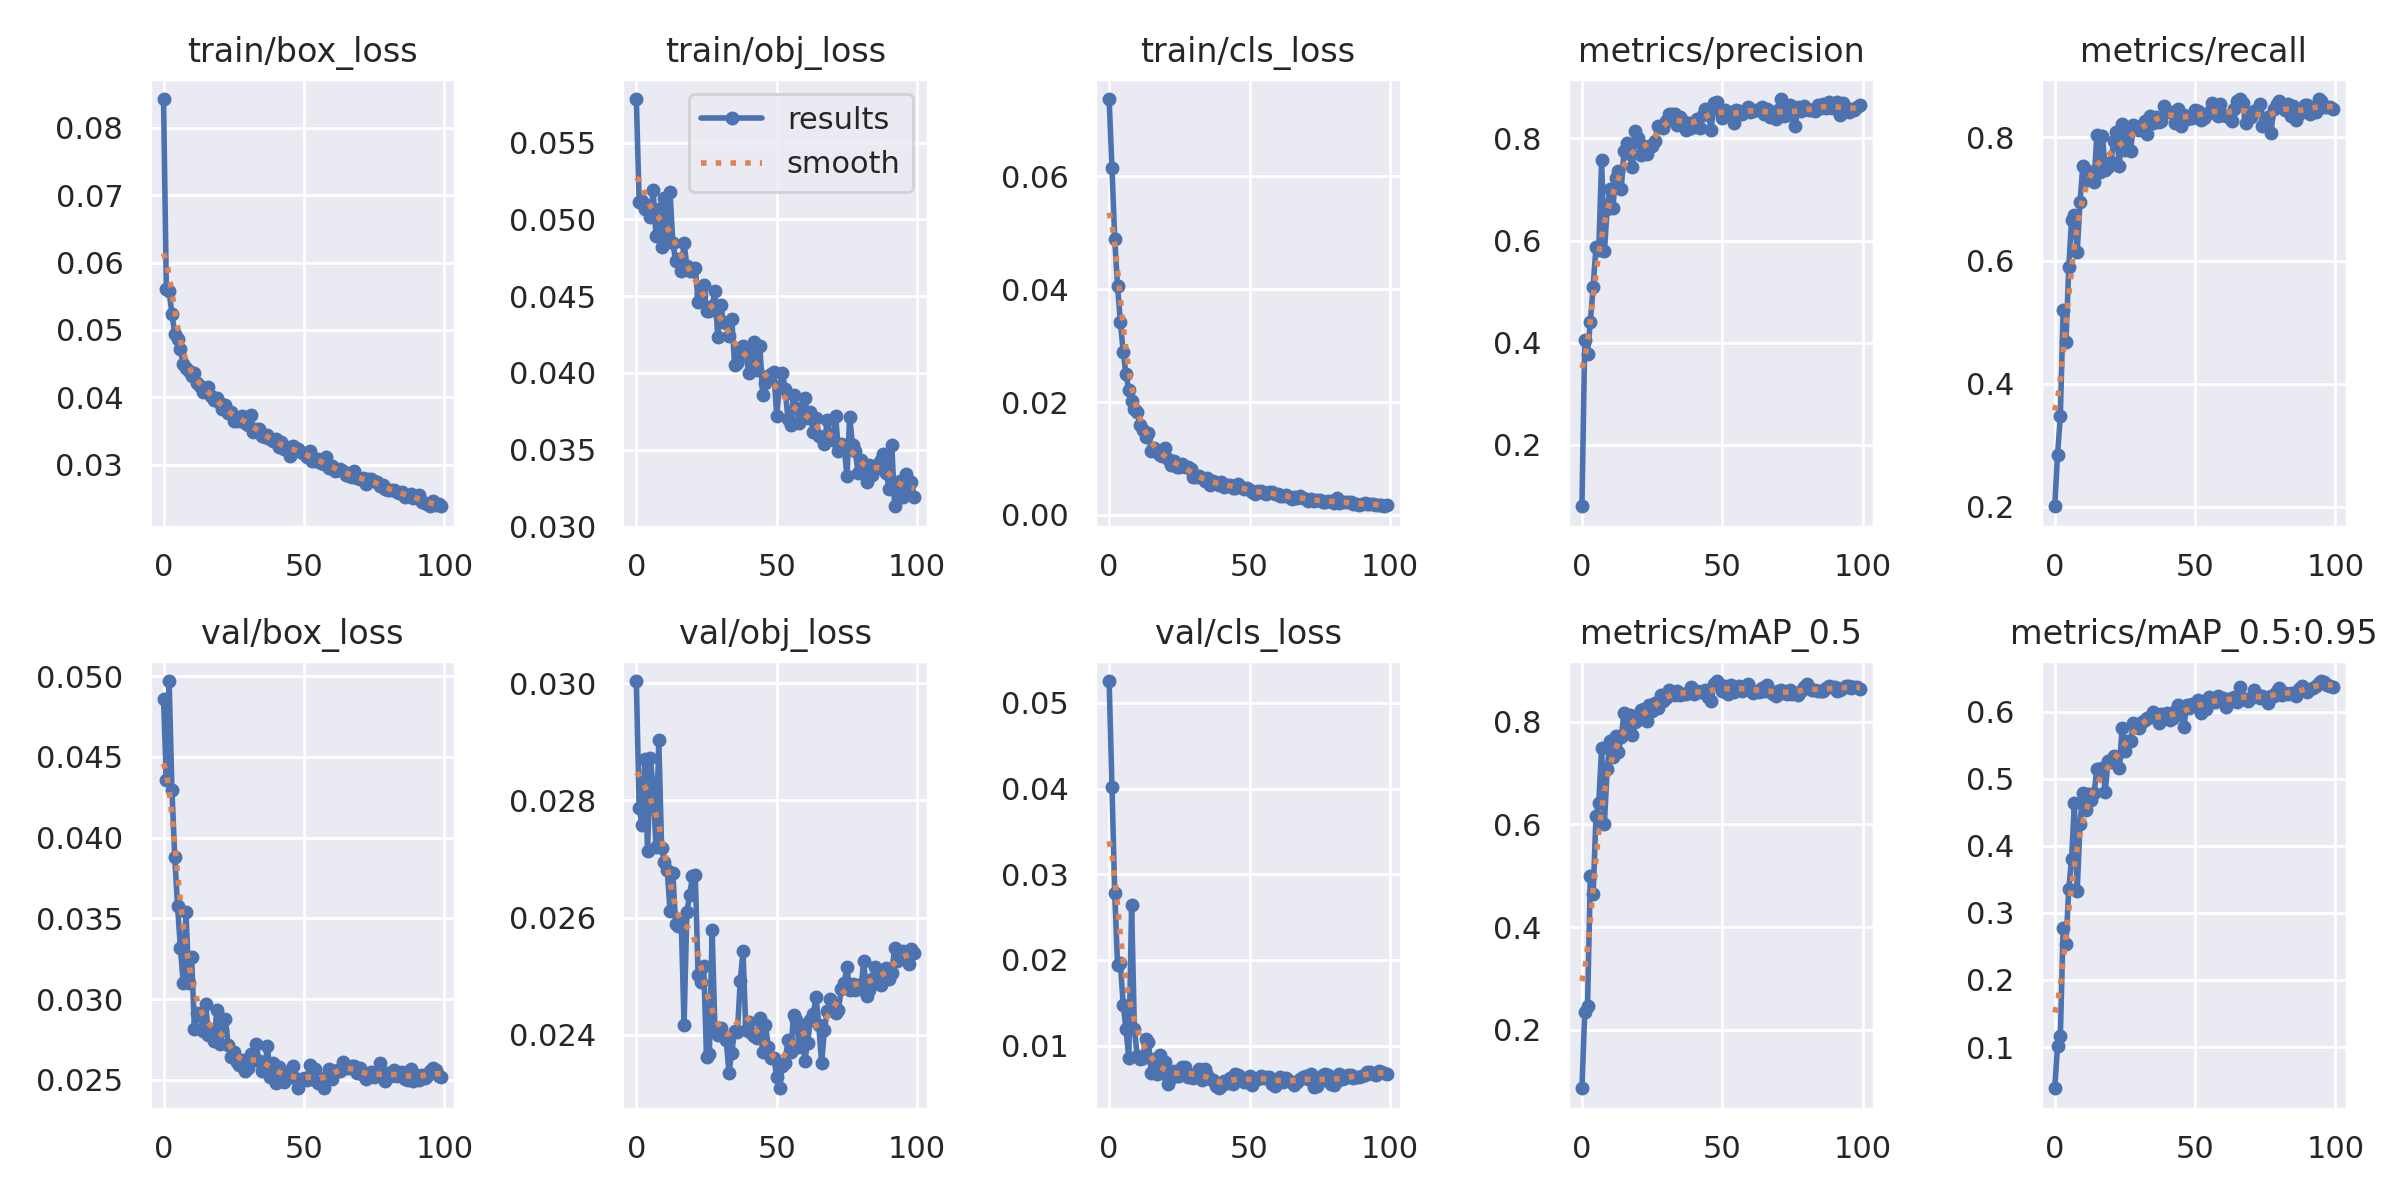 train/box_loss
0.08
0.07
0.06
0.05
0.04
0.03
0 50 100
train/obj_loss
results
smooth
0.055
0.050
0.045
0.040
0.035
0.030
0 50 100
train/cls_loss
0.06
0.04
0.02
0.00
0 50 100
metrics/precision
0.8
0.6
0.4
0.2
0 50 100
metrics/recall
0.8
0.6
0.4
0.2
0 50 100
val/box_loss
0.050
0.045
0.040
0.035
0.030
0.025
0 50 100
val/obj_loss
0.030
0.028
0.026
0.024
0 50 100
val/cls_loss
0.05
0.04
0.03
0.02
0.01
0 50 100
metrics/mAP_0.5
0.8
0.6
0.4
0.2
0 50 100
metrics/mAP_0.5:0.95
0.6
0.5
0.4
0.3
0.2
0.1
0 50 100